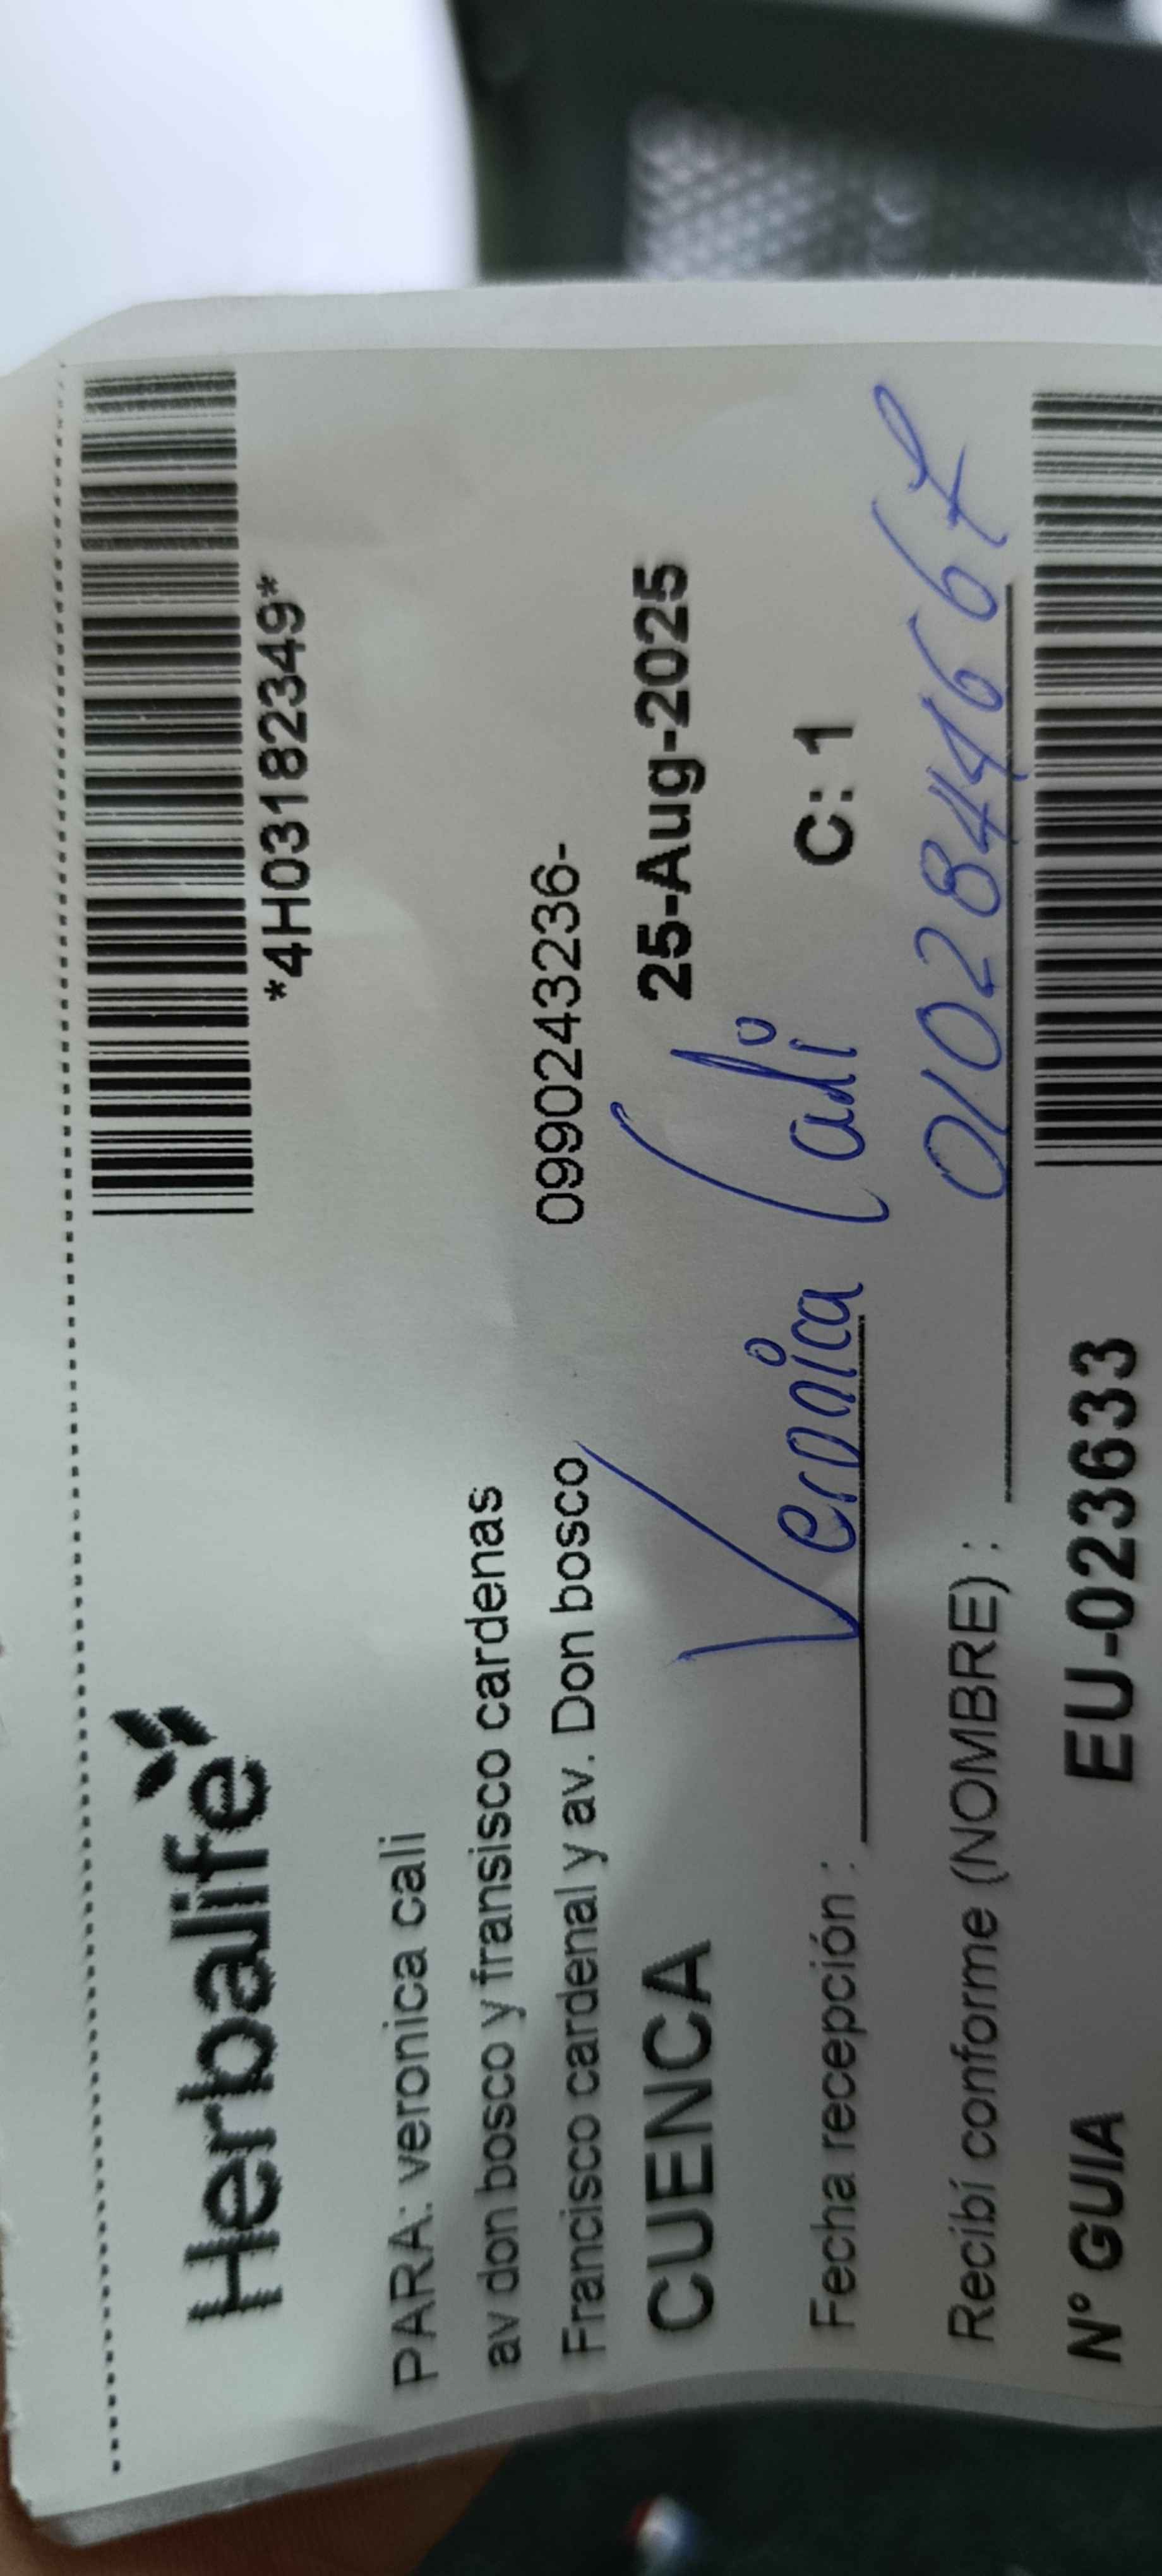 Herbalife
*4H03182349*
PARA: veronica cali
av don bosco y fransisco cardenas
Francisco cardenal y av. Don bosco 0990243236-
CUENCA 25-Aug-2025
Fecha recepción : Veronica Cali C: 1
Recibí conforme (NOMBRE) : 0102844667
N° GUIA EU-023633